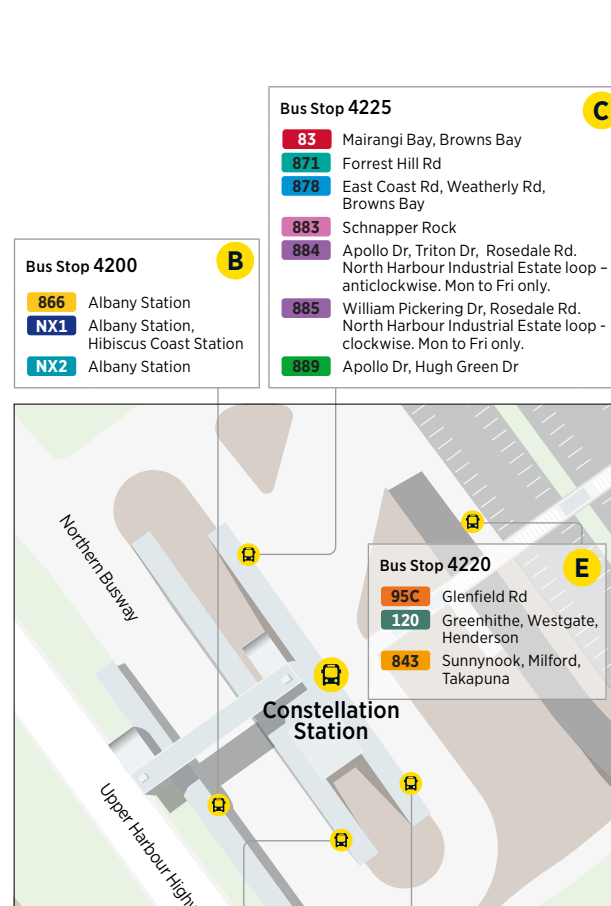 Bus Stop 4225
C
83 Mairangi Bay, Browns Bay
871 Forrest Hill Rd
878 East Coast Rd, Weatherly Rd,
Browns Bay
883 Schnapper Rock
884 Apollo Dr, Triton Dr, Rosedale Rd.
North Harbour Industrial Estate loop –
anticlockwise. Mon to Fri only.
885 William Pickering Dr, Rosedale Rd.
North Harbour Industrial Estate loop -
clockwise. Mon to Fri only.
889 Apollo Dr, Hugh Green Dr
Bus Stop 4200
B
866 Albany Station
NX1 Albany Station,
Hibiscus Coast Station
NX2 Albany Station
Northern Busway
Bus Stop 4220
E
95C Glenfield Rd
120 Greenhithe, Westgate,
Henderson
843 Sunnynook, Milford,
Takapuna
Constellation
Station
Upper Harbour